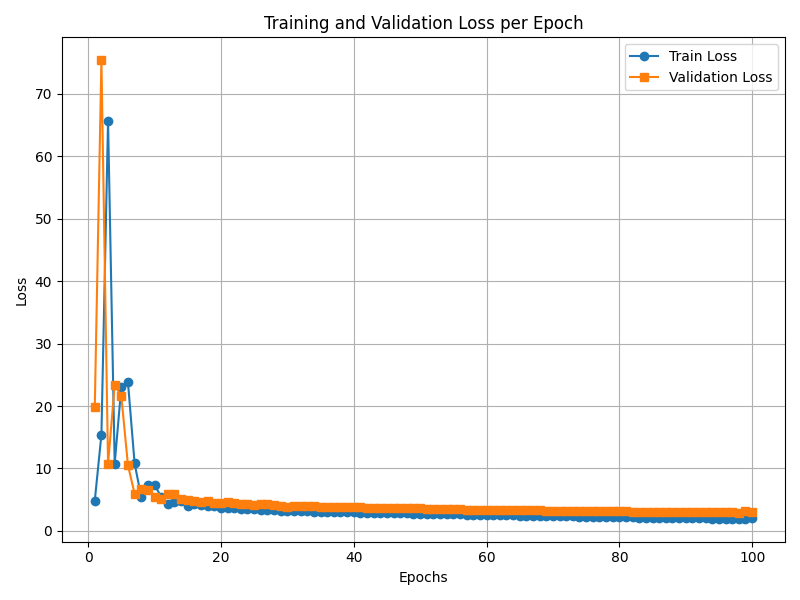 Training and Validation Loss per Epoch
Train Loss
Validation Loss
Loss
70
60
50
40
30
20
10
0
0 20 40 60 80 100
Epochs